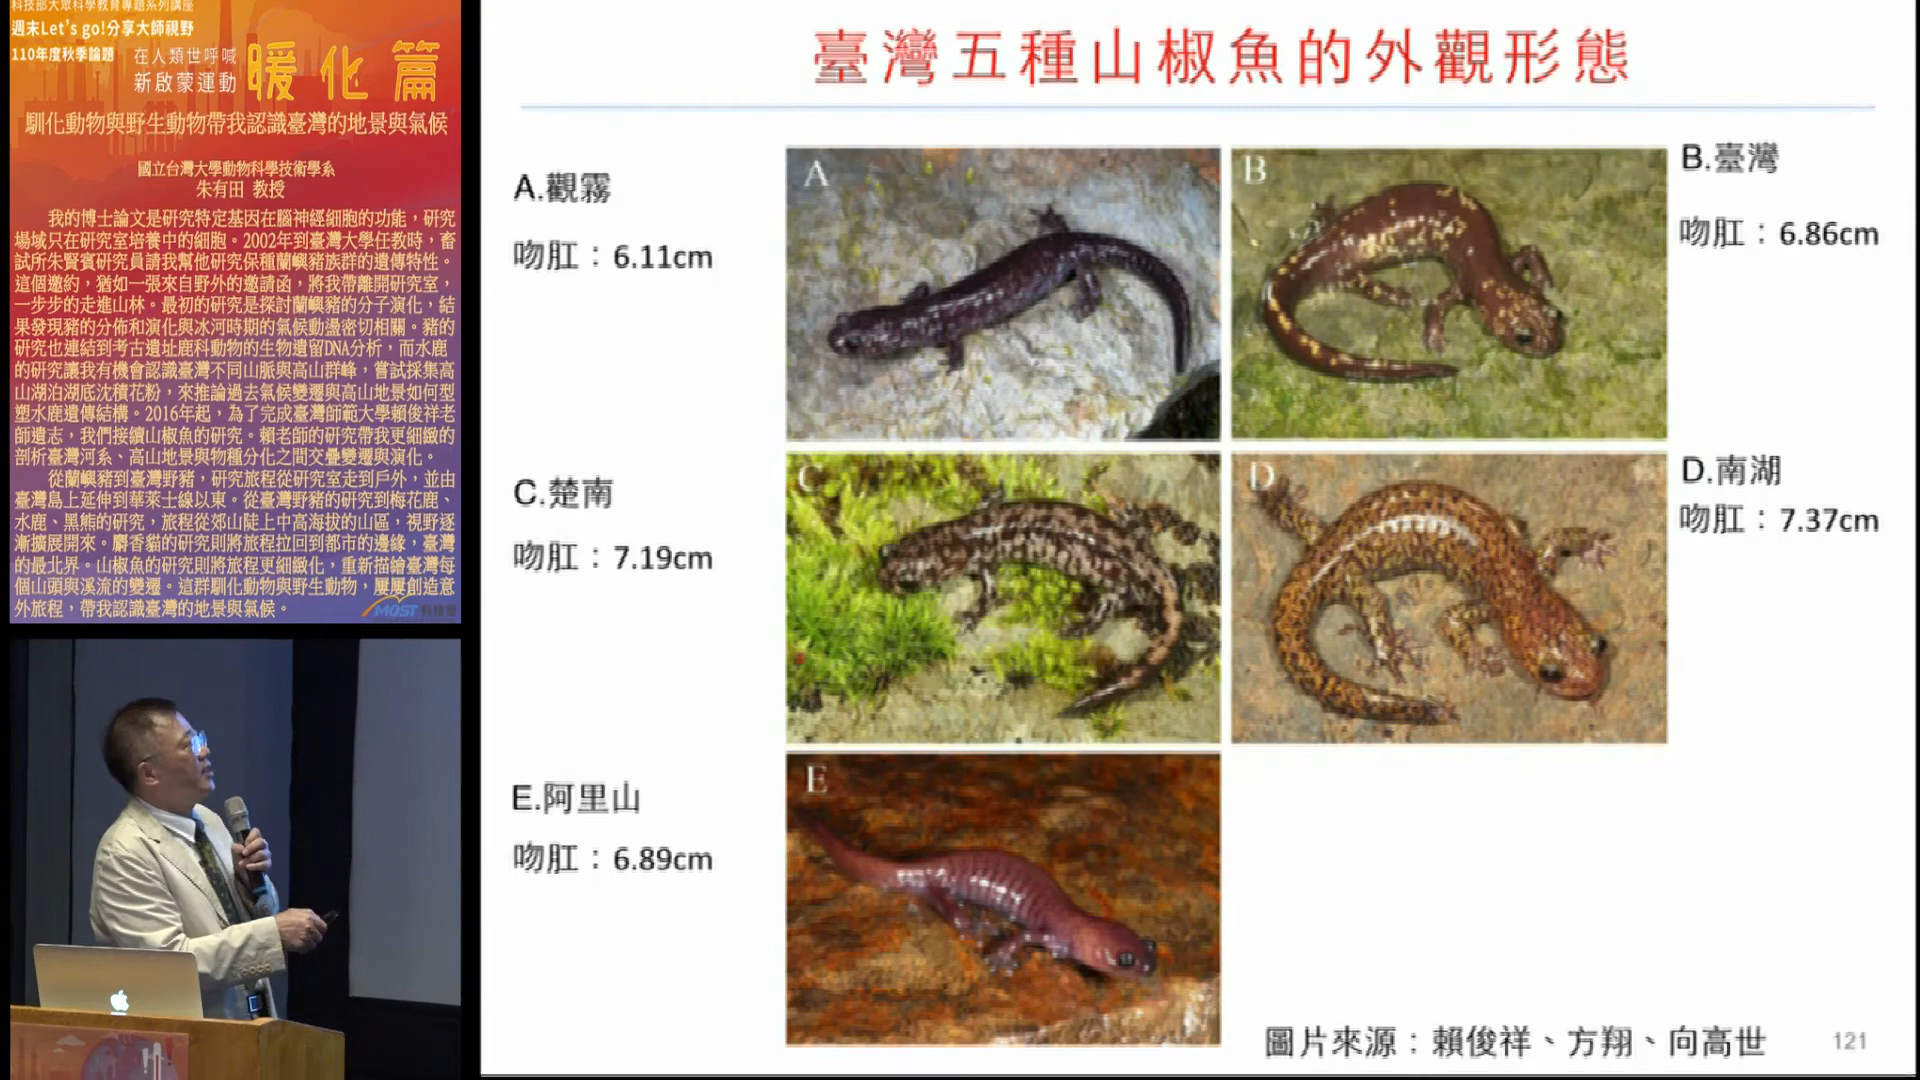 科技部大眾科學教育專題系列講座
週末Let's go!分享大師視野
110年度秋季論題
在人類世呼喊
新啟蒙運動
暖化篇
馴化動物與野生動物帶我認識臺灣的地景與氣候
國立台灣大學動物科學技術學系
朱有田 教授
我的博士論文是研究特定基因在腦神經細胞的功能，研究
場域只在研究室培養中的細胞。2002年到臺灣大學任教時，畜
試所朱賢賓研究員請我幫他研究保種蘭嶼豬族群的遺傳特性。
這個邀約，猶如一張來自野外的邀請函，將我帶離開研究室，
一步步的走進山林。最初的研究是探討蘭嶼豬的分子演化，結
果發現豬的分佈和演化與冰河時期的氣候動盪密切相關。豬的
研究也連結到考古遺址鹿科動物的生物遺留DNA分析，而水鹿
的研究讓我有機會認識臺灣不同山脈與高山群峰，嘗試採集高
山湖泊湖底沈積花粉，來推論過去氣候變遷與高山地景如何型
塑水鹿遺傳結構。2016年起，為了完成臺灣師範大學賴俊祥老
師遺志，我們接續山椒魚的研究。賴老師的研究帶我更細緻的
剖析臺灣河系、高山地景與物種分化之間交疊變遷與演化。
從蘭嶼豬到臺灣野豬，研究旅程從研究室走到戶外，並由
臺灣島上延伸到華萊士線以東。從臺灣野豬的研究到梅花鹿、
水鹿、黑熊的研究，旅程從郊山陡上中高海拔的山區，視野逐
漸擴展開來。麝香貓的研究則將旅程拉回到都市的邊緣，臺灣
的最北界。山椒魚的研究則將旅程更細緻化，重新描繪臺灣每
個山頭與溪流的變遷。這群馴化動物與野生動物，屢屢創造意
外旅程，帶我認識臺灣的地景與氣候。
MOST 科技部
臺灣五種山椒魚的外觀形態
A.觀霧
吻肛：6.11cm
A
B
B.臺灣
吻肛：6.86cm
C.楚南
吻肛：7.19cm
C
D
D.南湖
吻肛：7.37cm
E.阿里山
吻肛：6.89cm
E
圖片來源：賴俊祥、方翔、向高世
121